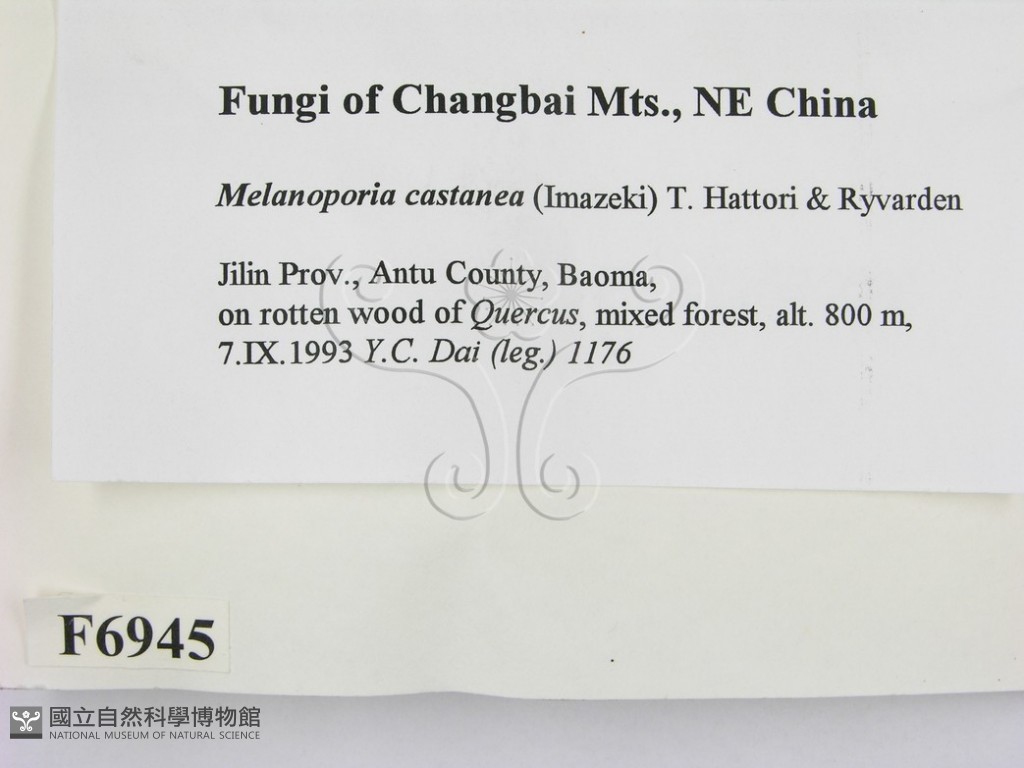 Fungi of Changbai Mts., NE China
Melanoporia castanea (Imazeki) T. Hattori & Ryvarden
Jilin Prov., Antu County, Baoma,
on rotten wood of Quercus, mixed forest, alt. 800 m,
7.IX.1993 Y.C. Dai (leg.) 1176
F6945
國立自然科學博物館
NATIONAL MUSEUM OF NATURAL SCIENCE